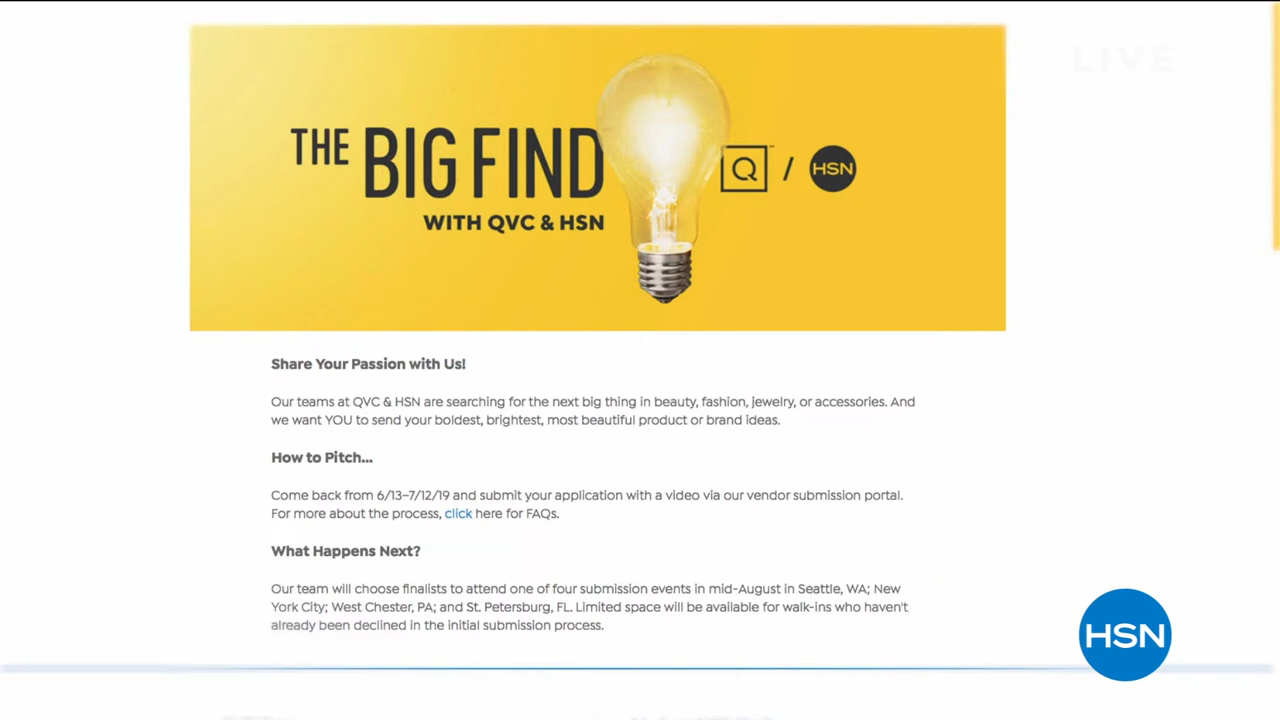 LIVE
THE BIG FIND
WITH QVC & HSN
Q / HSN
Share Your Passion with Us!
Our teams at QVC & HSN are searching for the next big thing in beauty, fashion, jewelry, or accessories. And
we want YOU to send your boldest, brightest, most beautiful product or brand ideas.
How to Pitch...
Come back from 6/13–7/12/19 and submit your application with a video via our vendor submission portal.
For more about the process, click here for FAQs.
What Happens Next?
Our team will choose finalists to attend one of four submission events in mid-August in Seattle, WA; New
York City; West Chester, PA; and St. Petersburg, FL. Limited space will be available for walk-ins who haven't
already been declined in the initial submission process.
HSN